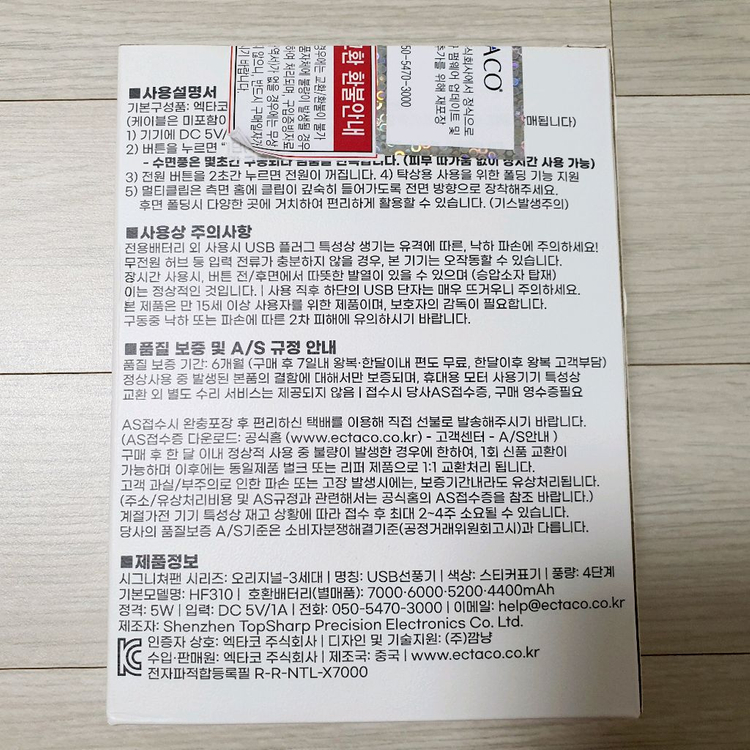 ■사용설명서
기본구성품: 엑타코
(케이블은 미포함이
매됩니다)
1) 기기에 DC 5V/
2) 버튼을 누르면 "
- 수면풍은 몇초간 구동되다 멈춤을 반복합니다. (피부 따가움 없이 장시간 사용 가능)
3) 전원 버튼을 2초간 누르면 전원이 꺼집니다. 4) 탁상용 사용을 위한 폴딩 기능 지원
5) 멀티클립은 측면 홈에 클립이 깊숙히 들어가도록 전면 방향으로 장착해주세요.
후면 폴딩시 다양한 곳에 거치하여 편리하게 활용할 수 있습니다. (기스발생주의)
교환 환불안내
050-5470-3000
ACO
■사용상 주의사항
전용배터리 외 사용시 USB 플러그 특성상 생기는 유격에 따른, 낙하 파손에 주의하세요!
무전원 허브 등 입력 전류가 충분하지 않을 경우, 본 기기는 오작동할 수 있습니다.
장시간 사용시, 버튼 전/후면에서 따뜻한 발열이 있을 수 있으며 (승압소자 탑재)
이는 정상적인 것입니다. | 사용 직후 하단의 USB 단자는 매우 뜨거우니 주의하세요.
본 제품은 만 15세 이상 사용자를 위한 제품이며, 보호자의 감독이 필요합니다.
구동중 낙하 또는 파손에 따른 2차 피해에 유의하시기 바랍니다.
■품질 보증 및 A/S 규정 안내
품질 보증 기간: 6개월 (구매 후 7일내 왕복·한달이내 편도 무료, 한달이후 왕복 고객부담)
정상사용 중 발생된 본품의 결함에 대해서만 보증되며, 휴대용 모터 사용기기 특성상
교환 외 별도 수리 서비스는 제공되지 않음 | 접수시 당사AS접수증, 구매 영수증필요
AS접수시 완충포장 후 편리하신 택배를 이용해 직접 선불로 발송해주시기 바랍니다.
(AS접수증 다운로드: 공식홈 (www.ectaco.co.kr) - 고객센터 - A/S안내 )
구매 후 한 달 이내 정상적 사용 중 불량이 발생한 경우에 한하여, 1회 신품 교환이
가능하며 이후에는 동일제품 벌크 또는 리퍼 제품으로 1:1 교환처리 됩니다.
고객 과실/부주의로 인한 파손 또는 고장 발생시에는, 보증기간내라도 유상처리됩니다.
(주소/유상처리비용 및 AS규정과 관련해서는 공식홈의 AS접수증을 참조 바랍니다.)
계절가전 기기 특성상 재고 상황에 따라 접수 후 최대 2~4주 소요될 수 있습니다.
당사의 품질보증 A/S기준은 소비자분쟁해결기준(공정거래위원회고시)과 다릅니다.
■제품정보
시그니쳐팬 시리즈: 오리지널-3세대 | 명칭: USB선풍기 | 색상: 스티커표기 | 풍량: 4단계
기본모델명: HF310 | 호환배터리(별매품): 7000·6000·5200·4400mAh
정격: 5W | 입력: DC 5V/1A | 전화: 050-5470-3000 | 이메일: help@ectaco.co.kr
제조자: Shenzhen TopSharp Precision Electronics Co. Ltd.
인증자 상호: 엑타코 주식회사 | 디자인 및 기술지원: (주)깜냥
수입·판매원: 엑타코 주식회사 | 제조국: 중국 | www.ectaco.co.kr
전자파적합등록필 R-R-NTL-X7000